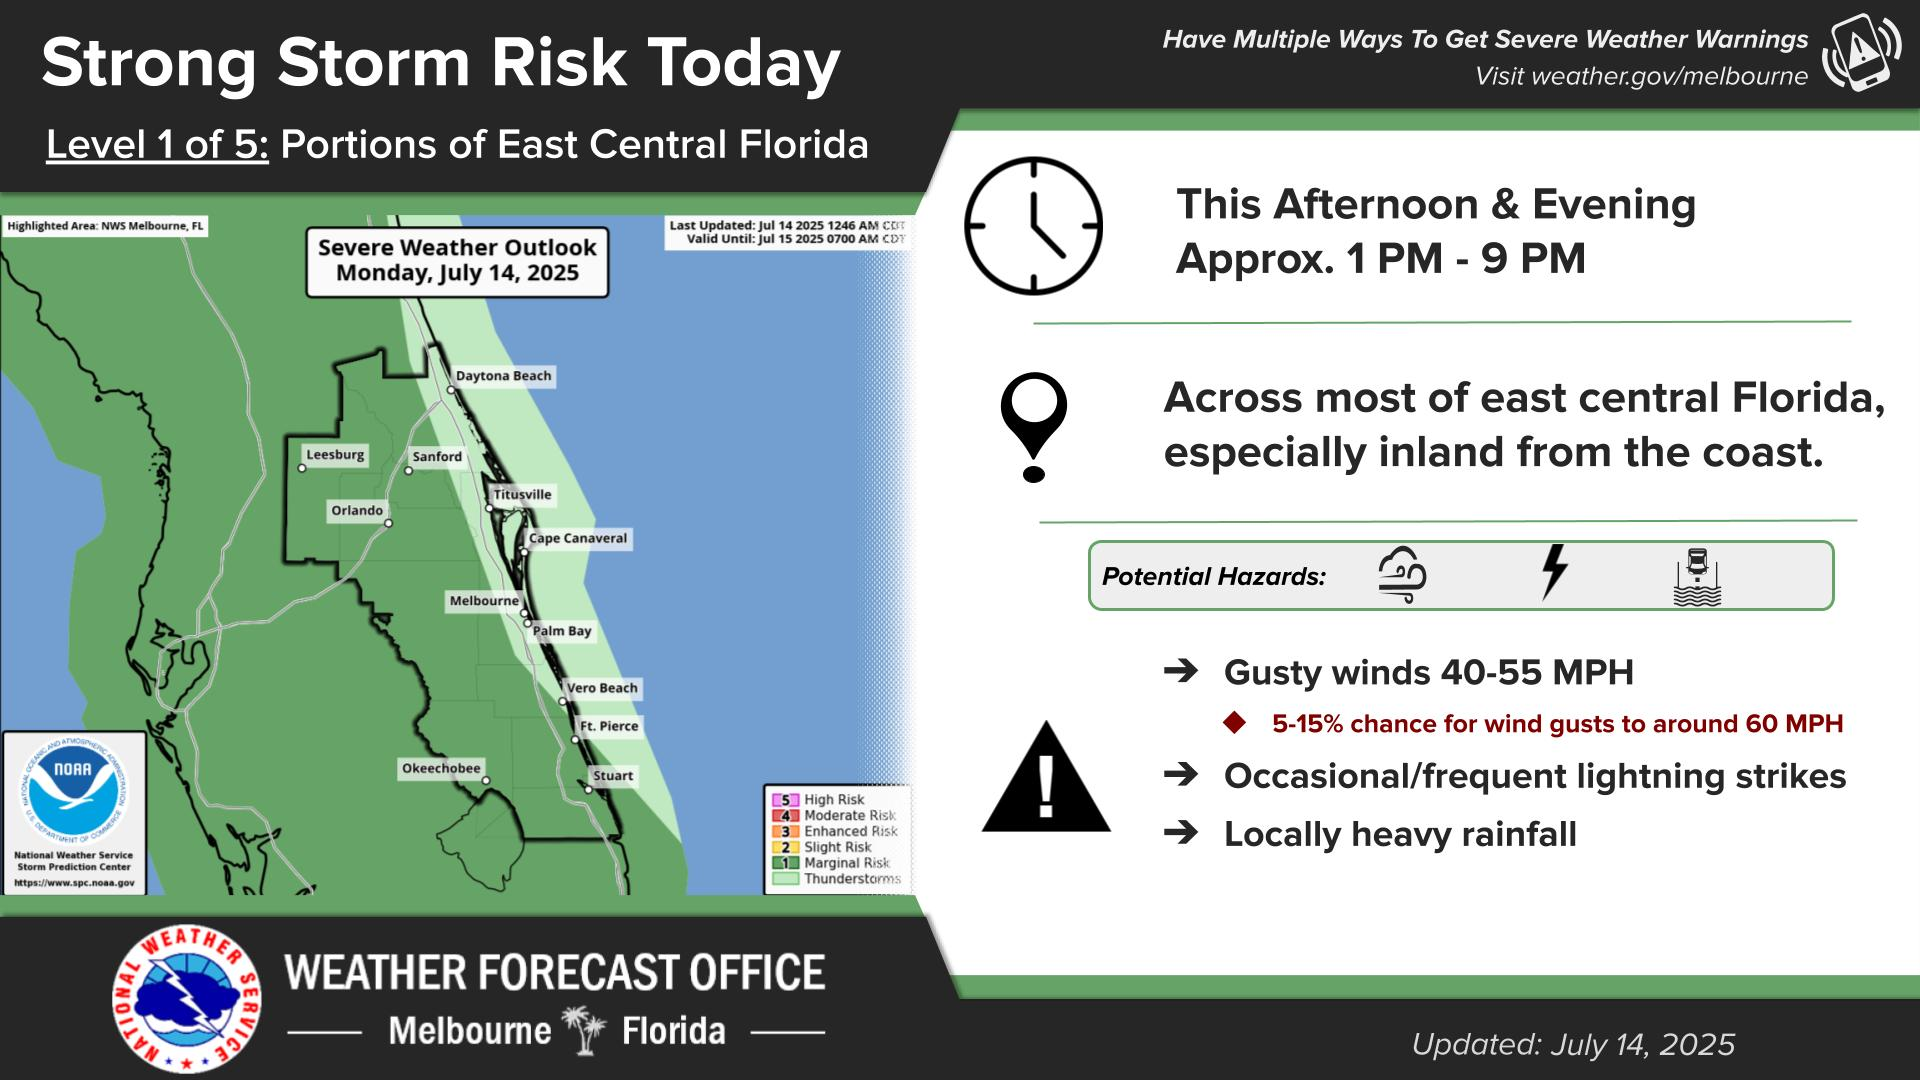 Strong Storm Risk Today
Level 1 of 5: Portions of East Central Florida
Have Multiple Ways To Get Severe Weather Warnings
Visit weather.gov/melbourne
Highlighted Area: NWS Melbourne, FL
Severe Weather Outlook
Monday, July 14, 2025
Last Updated: Jul 14 2025 1246 AM CDT
Valid Until: Jul 15 2025 0700 AM CDT
Daytona Beach
Leesburg
Sanford
Titusville
Orlando
Cape Canaveral
Melbourne
Palm Bay
Vero Beach
Ft. Pierce
Okeechobee
Stuart
NATIONAL OCEANIC AND ATMOSPHERIC ADMINISTRATION
NOAA
U.S. DEPARTMENT OF COMMERCE
National Weather Service
Storm Prediction Center
https://www.spc.noaa.gov
5 High Risk
4 Moderate Risk
3 Enhanced Risk
2 Slight Risk
1 Marginal Risk
Thunderstorms
This Afternoon & Evening
Approx. 1 PM - 9 PM
Across most of east central Florida,
especially inland from the coast.
Potential Hazards:
Gusty winds 40-55 MPH
5-15% chance for wind gusts to around 60 MPH
Occasional/frequent lightning strikes
Locally heavy rainfall
NATIONAL WEATHER SERVICE
WEATHER FORECAST OFFICE
Melbourne Florida
Updated: July 14, 2025